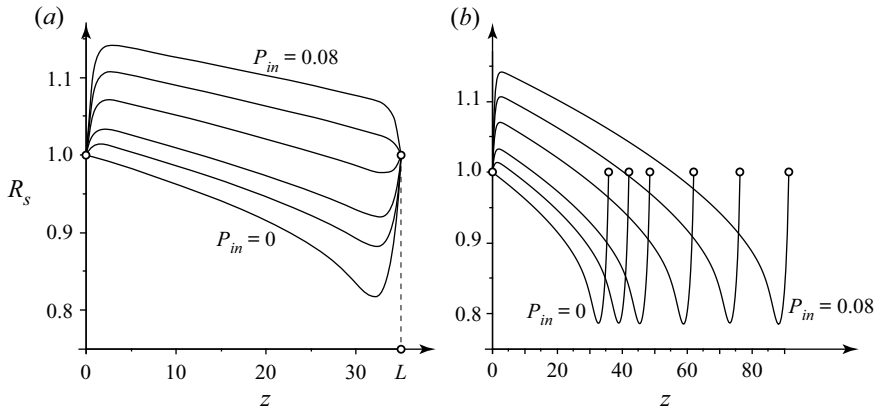 (a)
(b)
P_in = 0.08
1.1
1.0
R_s
0.9
0.8
P_in = 0
0 10 20 30 L
z
1.1
1.0
0.9
0.8
P_in = 0
P_in = 0.08
0 20 40 60 80
z